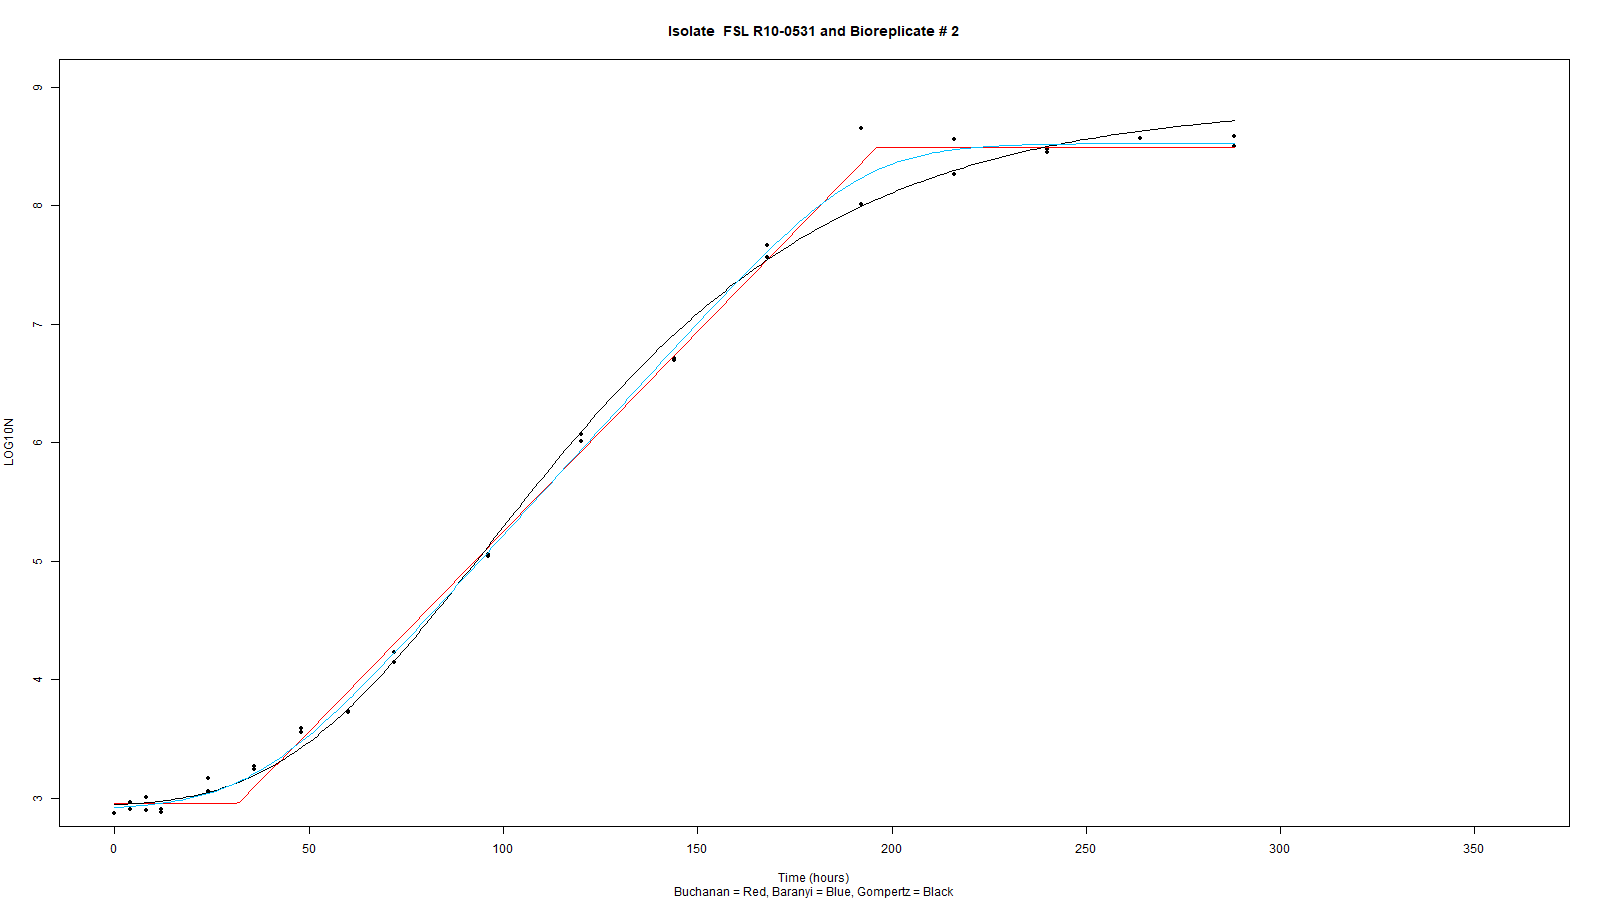 Isolate  FSL R10-0531 and Bioreplicate # 2
9
8
7
6
5
4
3
LOG10N
0 50 100 150 200 250 300 350
Time (hours)
Buchanan = Red, Baranyi = Blue, Gompertz = Black